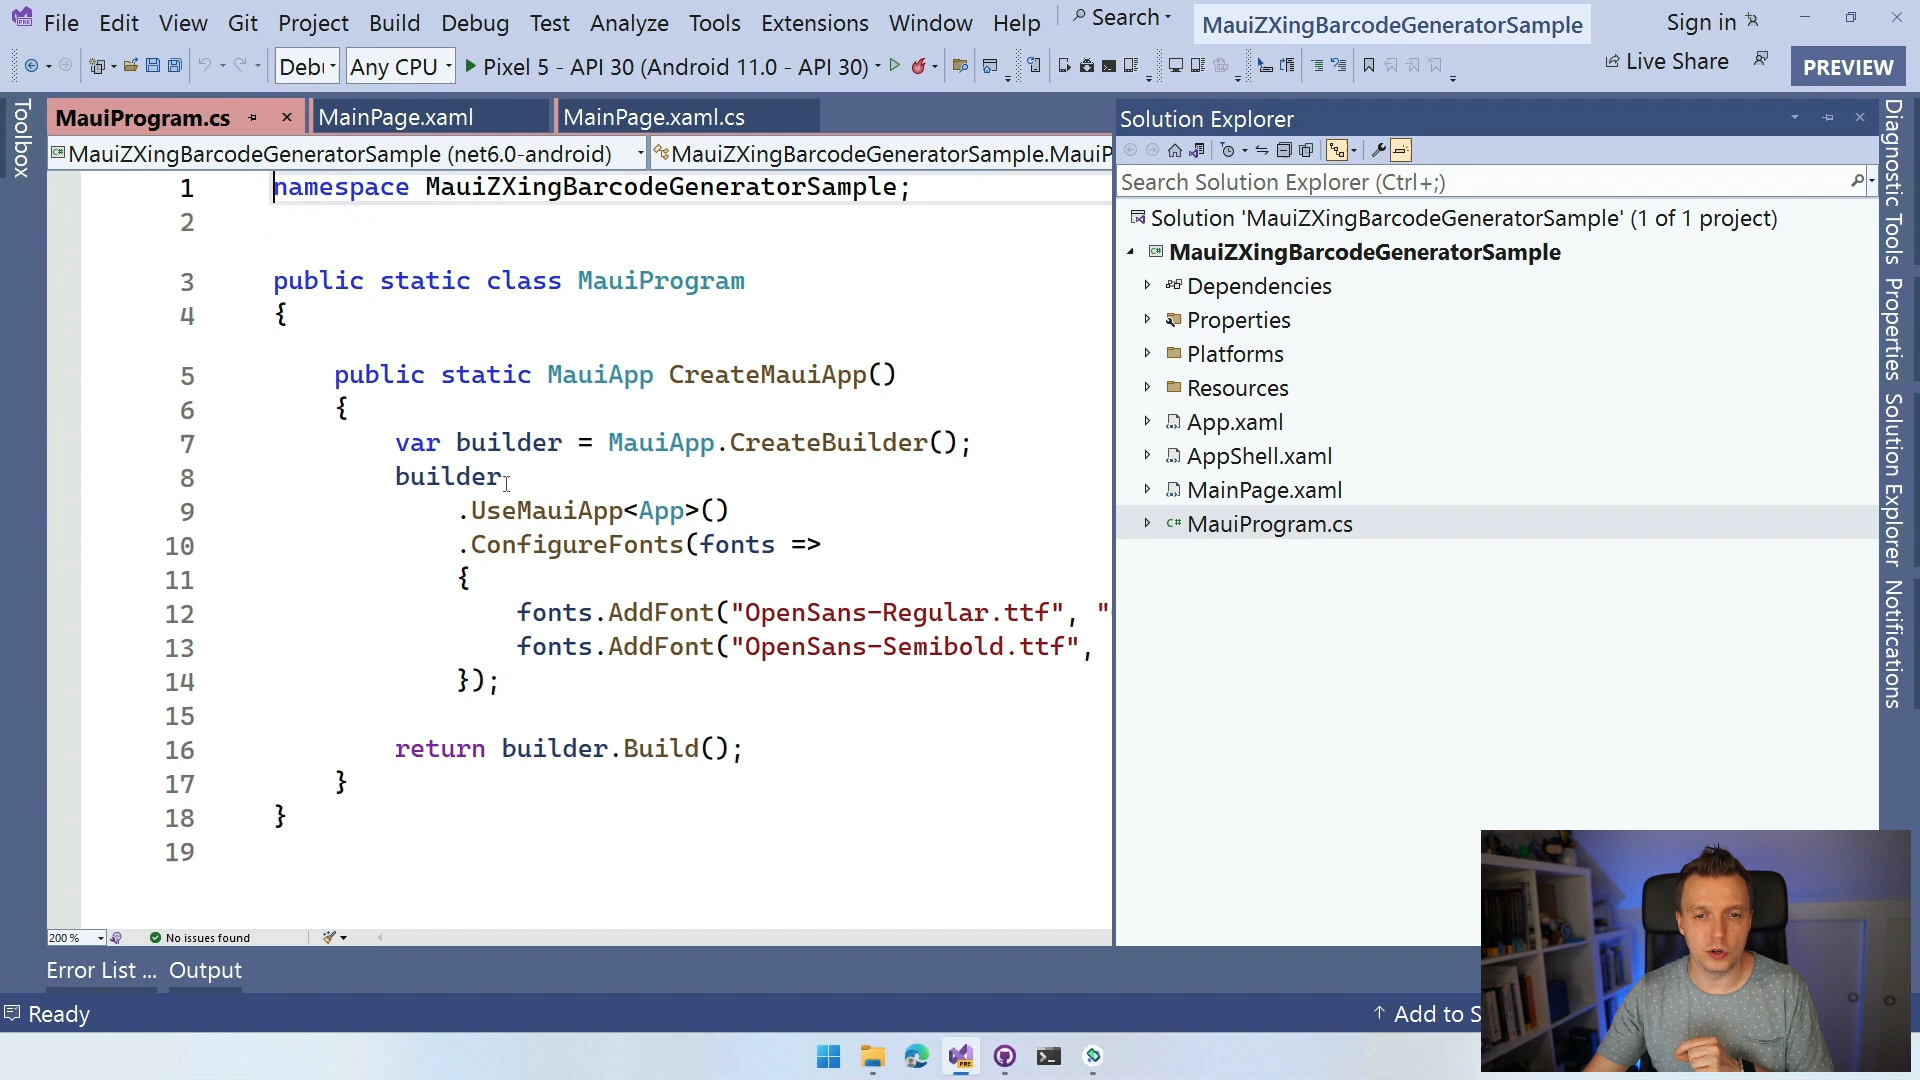 File Edit View Git Project Build Debug Test Analyze Tools Extensions Window Help Search MauiZXingBarcodeGeneratorSample Sign in
Any CPU Pixel 5 - API 30 (Android 11.0 - API 30) Live Share PREVIEW
Toolbox
MauiProgram.cs MainPage.xaml MainPage.xaml.cs
MauiZXingBarcodeGeneratorSample (net6.0-android) MauiZXingBarcodeGeneratorSample.MauiP
1 namespace MauiZXingBarcodeGeneratorSample;
2
3 public static class MauiProgram
4 {
5 public static MauiApp CreateMauiApp()
6 {
7 var builder = MauiApp.CreateBuilder();
8 builder
9 .UseMauiApp<App>()
10 .ConfigureFonts(fonts =>
11 {
12 fonts.AddFont("OpenSans-Regular.ttf", "
13 fonts.AddFont("OpenSans-Semibold.ttf",
14 });
15
16 return builder.Build();
17 }
18 }
19
200 % No issues found
Error List ... Output
Ready
Add to S
Solution Explorer
Search Solution Explorer (Ctrl+;)
Solution 'MauiZXingBarcodeGeneratorSample' (1 of 1 project)
MauiZXingBarcodeGeneratorSample
Dependencies
Properties
Platforms
Resources
App.xaml
AppShell.xaml
MainPage.xaml
C# MauiProgram.cs
Diagnostic Tools
Properties
Solution Explorer
Notifications